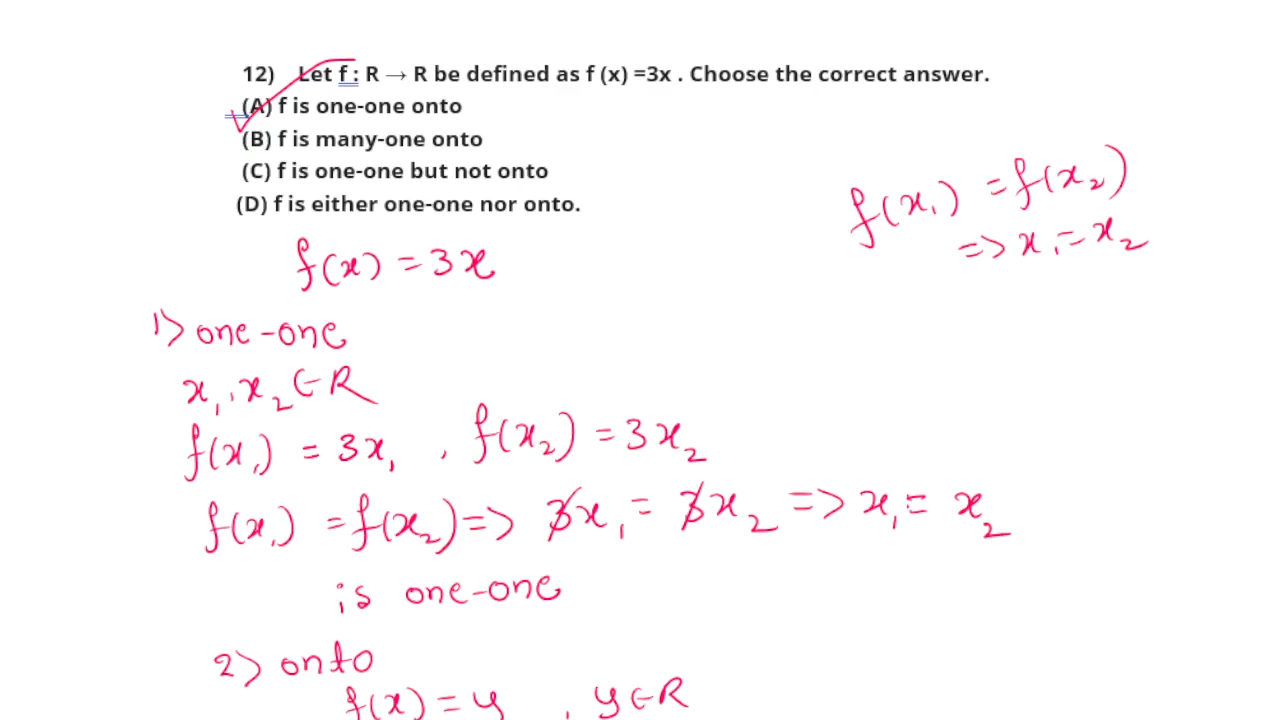 12) Let f : R → R be defined as f (x) =3x . Choose the correct answer.
(A) f is one-one onto
(B) f is many-one onto
(C) f is one-one but not onto
(D) f is either one-one nor onto.
f(x₁) = f(x₂)
=> x₁ = x₂
f(x) = 3x
1> one-one
x₁, x₂ ∈ R
f(x₁) = 3x₁ , f(x₂) = 3x₂
f(x₁) = f(x₂) => 3x₁ = 3x₂ => x₁ = x₂
is one-one
2> onto
f(x) = y , y ∈ R